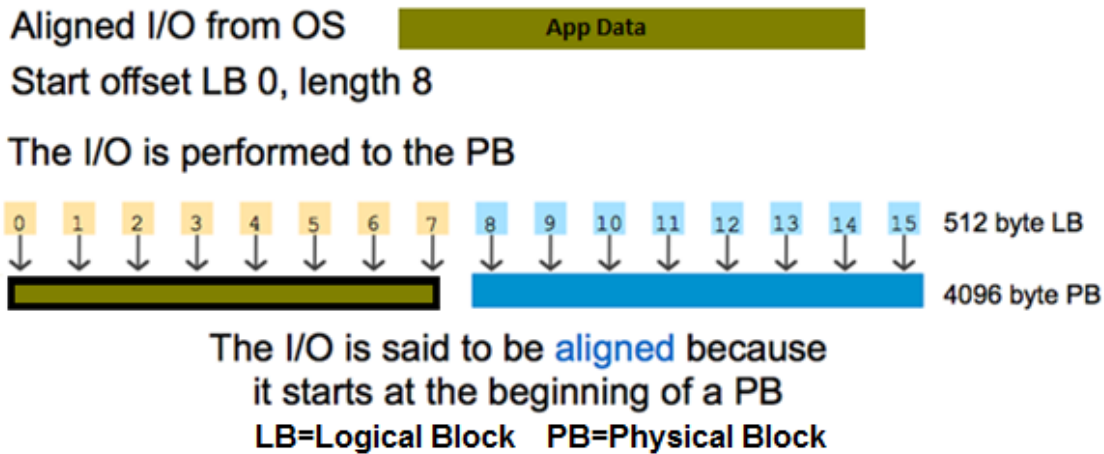 Aligned I/O from OS
App Data
Start offset LB 0, length 8
The I/O is performed to the PB
0 1 2 3 4 5 6 7 8 9 10 11 12 13 14 15 512 byte LB
4096 byte PB
The I/O is said to be aligned because
it starts at the beginning of a PB
LB=Logical Block PB=Physical Block